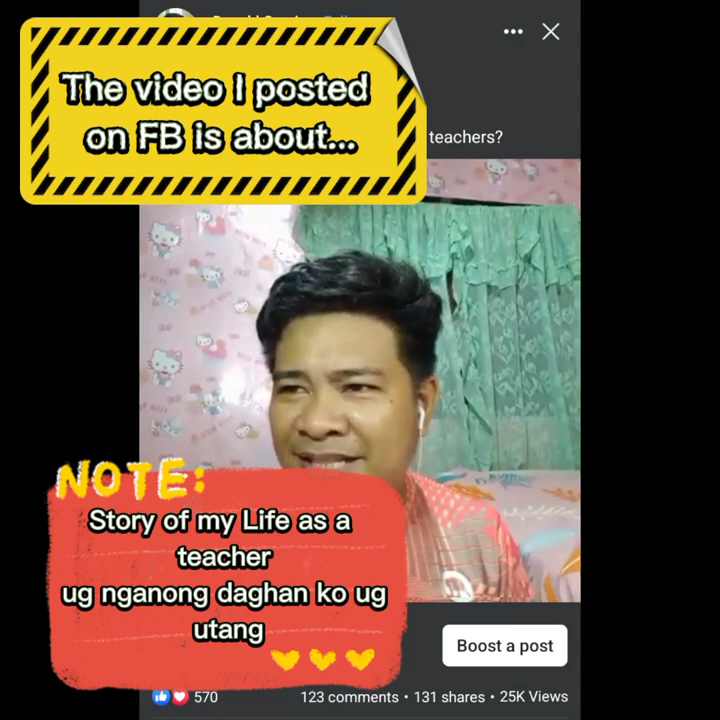 The video I posted
on FB is about...
teachers?
NOTE:
Story of my Life as a
teacher
ug nganong daghan ko ug
utang
Boost a post
570
123 comments • 131 shares • 25K Views